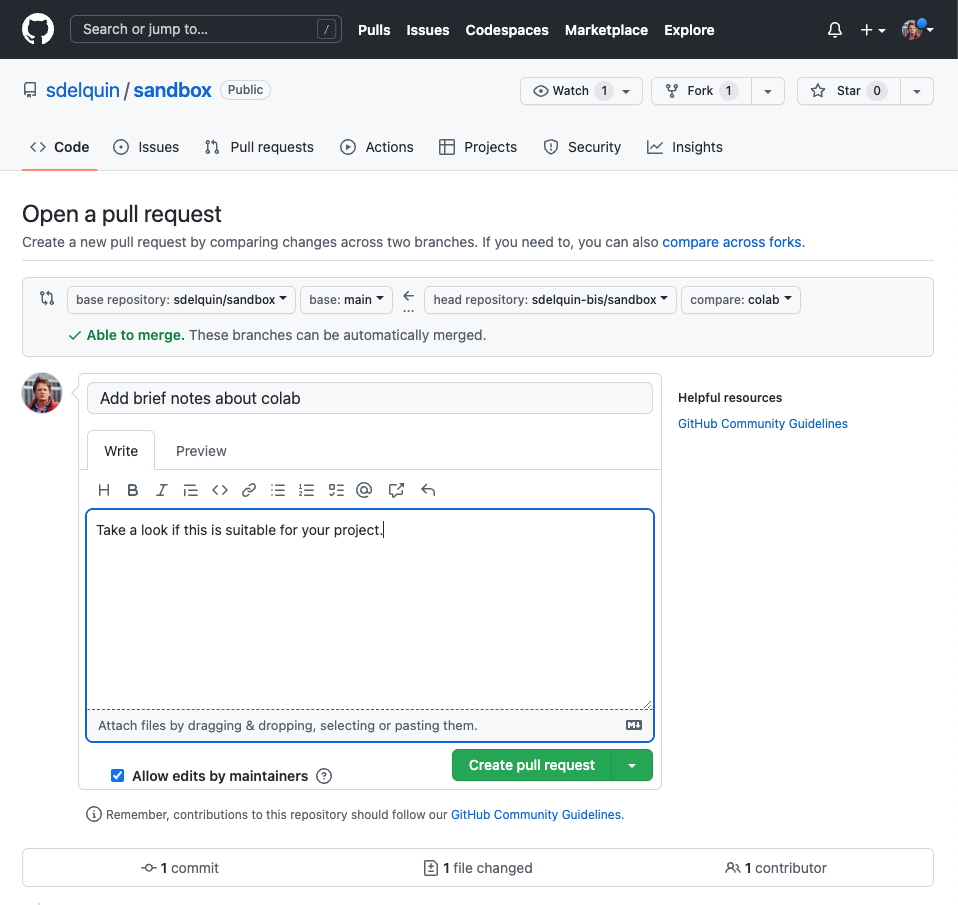 Search or jump to... / Pulls Issues Codespaces Marketplace Explore
sdelquin / sandbox Public Watch 1 Fork 1 Star 0
Code Issues Pull requests Actions Projects Security Insights
Open a pull request
Create a new pull request by comparing changes across two branches. If you need to, you can also compare across forks.
base repository: sdelquin/sandbox base: main ... head repository: sdelquin-bis/sandbox compare: colab
Able to merge. These branches can be automatically merged.
Add brief notes about colab
Helpful resources
GitHub Community Guidelines
Write Preview
H B I
Take a look if this is suitable for your project.
Attach files by dragging & dropping, selecting or pasting them.
Create pull request
Allow edits by maintainers
Remember, contributions to this repository should follow our GitHub Community Guidelines.
1 commit 1 file changed 1 contributor